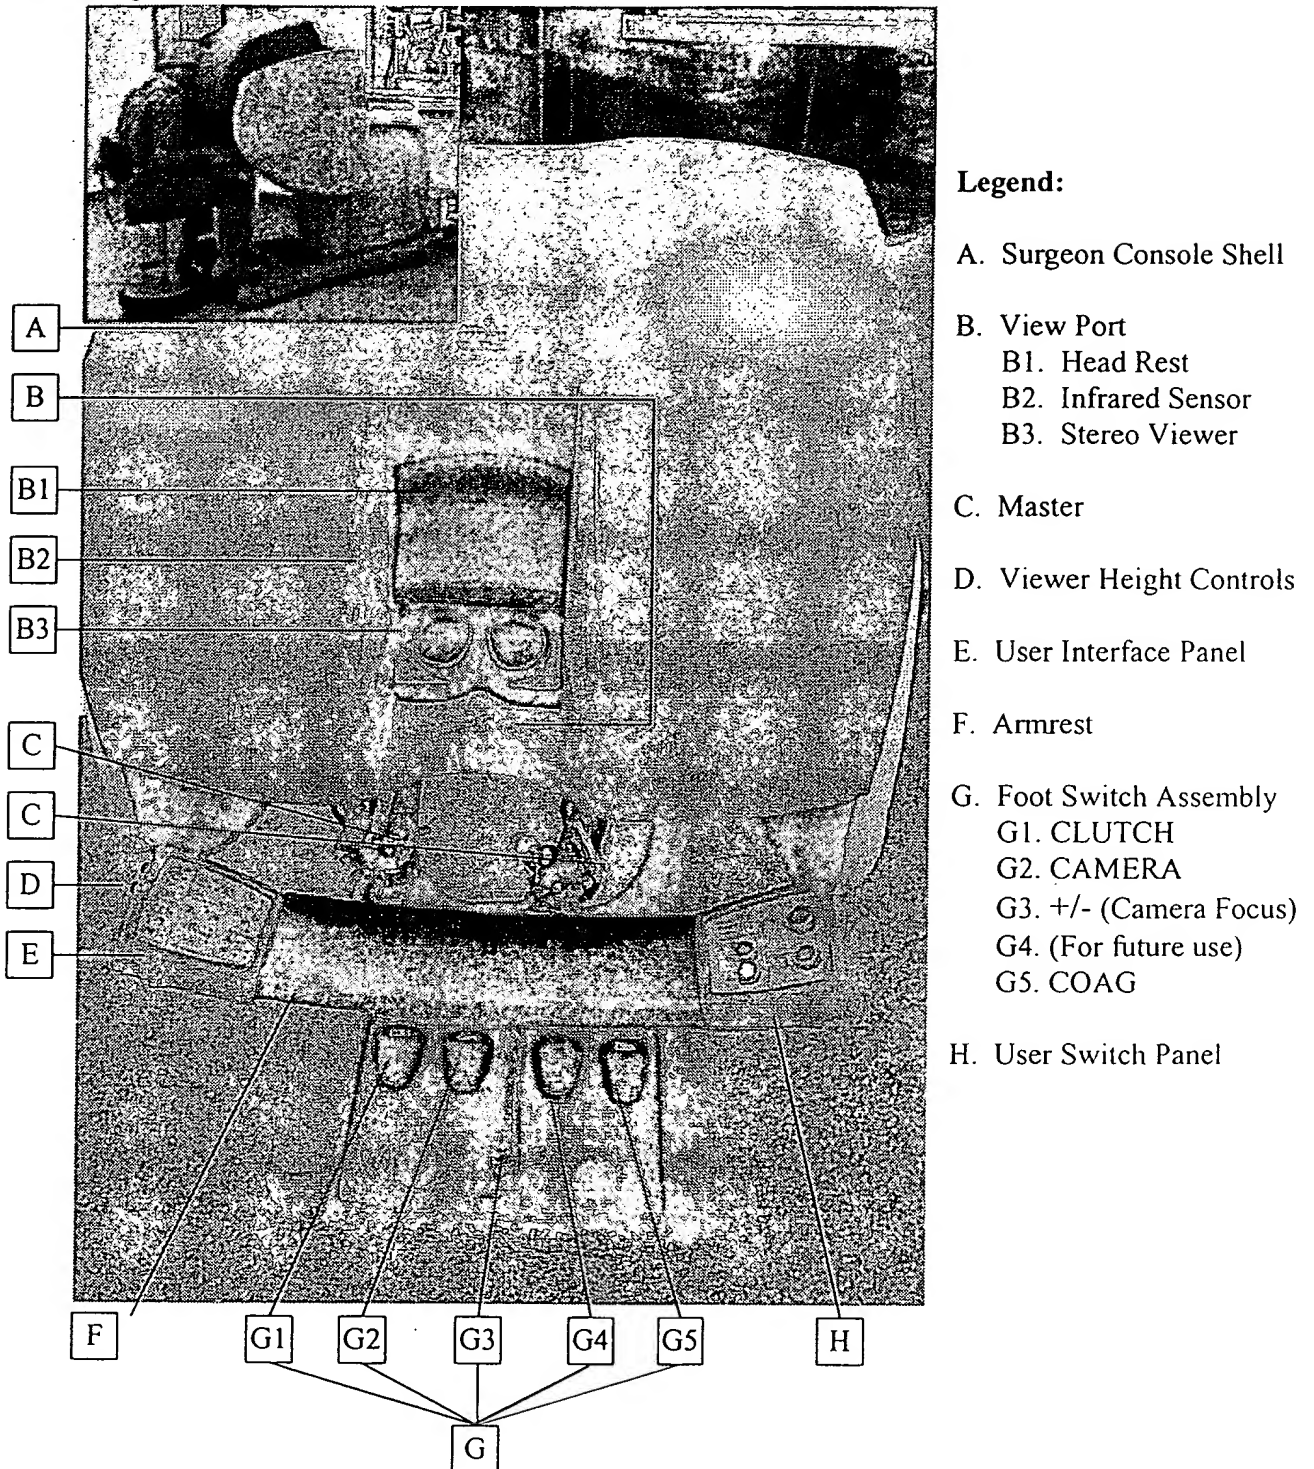 Legend:
A. Surgeon Console Shell
B. View Port
B1. Head Rest
B2. Infrared Sensor
B3. Stereo Viewer
C. Master
D. Viewer Height Controls
E. User Interface Panel
F. Armrest
G. Foot Switch Assembly
G1. CLUTCH
G2. CAMERA
G3. +/- (Camera Focus)
G4. (For future use)
G5. COAG
H. User Switch Panel
A
B
B1
B2
B3
C
C
D
E
F
G1
G2
G3
G4
G5
H
G